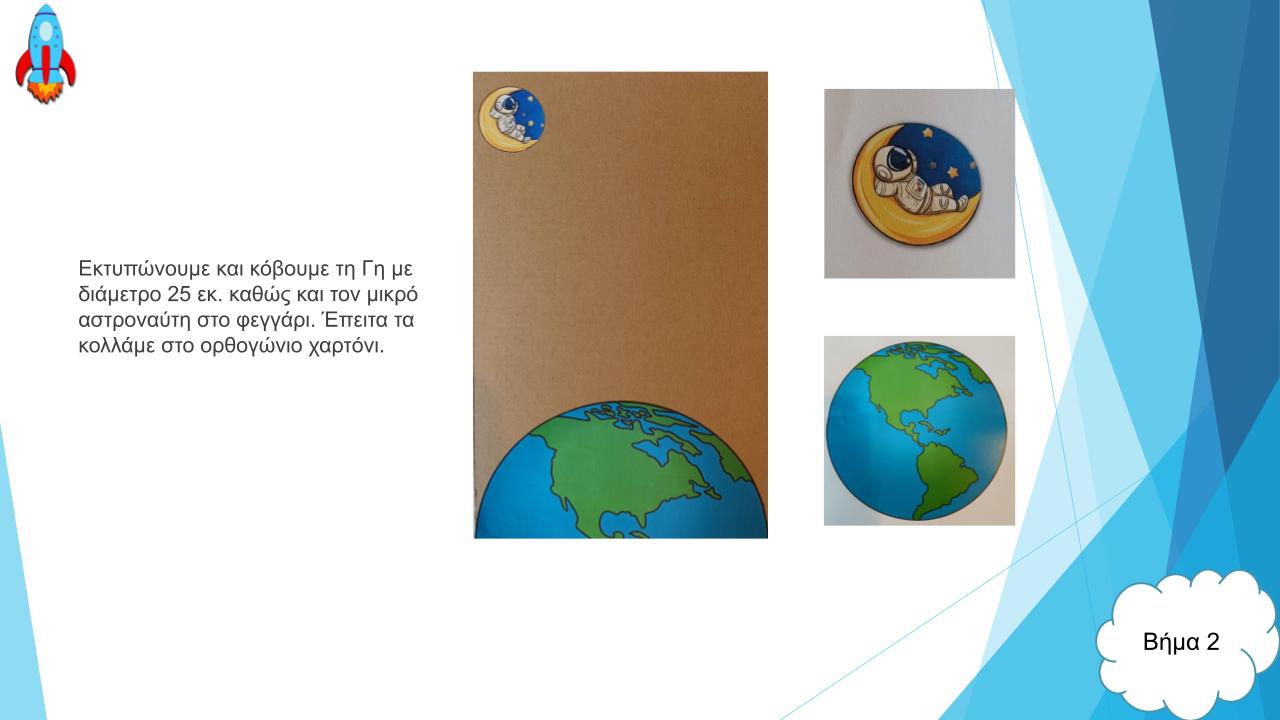 Εκτυπώνουμε και κόβουμε τη Γη με
διάμετρο 25 εκ. καθώς και τον μικρό
αστροναύτη στο φεγγάρι. Έπειτα τα
κολλάμε στο ορθογώνιο χαρτόνι.
Βήμα 2